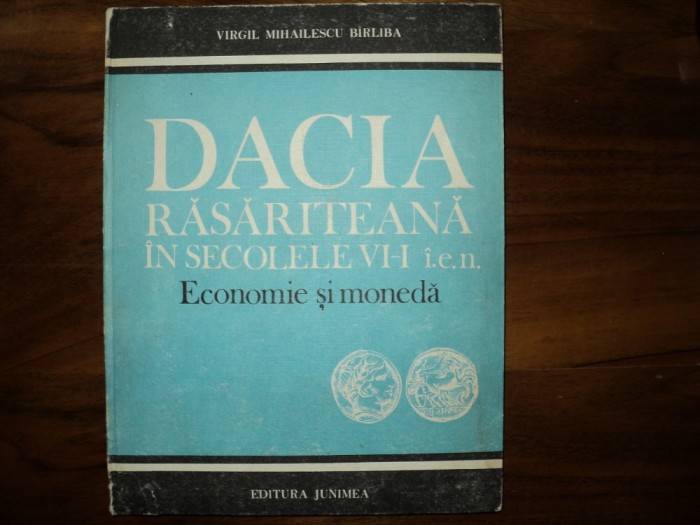 VIRGIL MIHAILESCU BÎRLIBA
DACIA
RĂSĂRITEANĂ
ÎN SECOLELE VI-I î.e.n.
Economie și monedă
EDITURA JUNIMEA